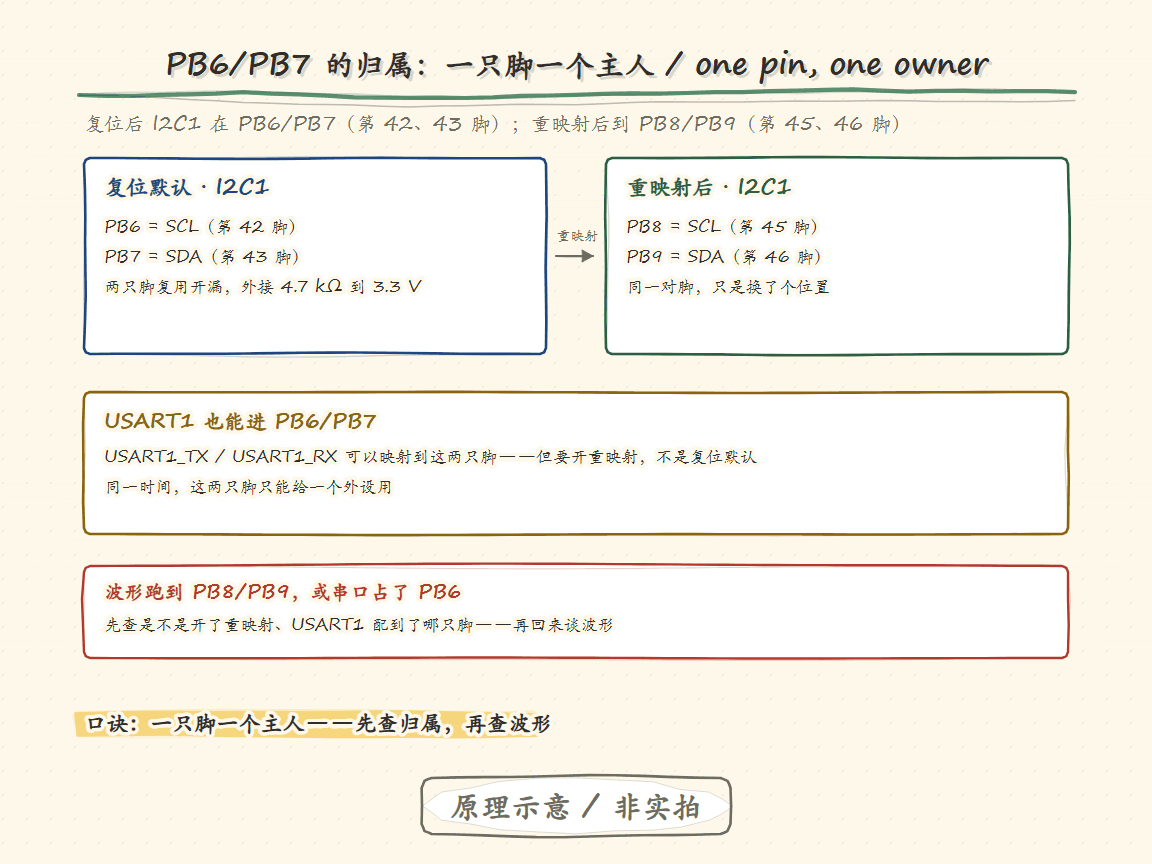 PB6/PB7 的归属：一只脚一个主人 / one pin, one owner
复位后 I2C1 在 PB6/PB7（第 42、43 脚）；重映射后到 PB8/PB9（第 45、46 脚）
复位默认 · I2C1
PB6 = SCL（第 42 脚）
PB7 = SDA（第 43 脚）
两只脚复用开漏，外接 4.7 kΩ 到 3.3 V
重映射
重映射后 · I2C1
PB8 = SCL（第 45 脚）
PB9 = SDA（第 46 脚）
同一对脚，只是换了个位置
USART1 也能进 PB6/PB7
USART1_TX / USART1_RX 可以映射到这两只脚——但要开重映射，不是复位默认
同一时间，这两只脚只能给一个外设用
波形跑到 PB8/PB9，或串口占了 PB6
先查是不是开了重映射、USART1 配到了哪只脚——再回来谈波形
口诀：一只脚一个主人——先查归属，再查波形
原理示意 / 非实拍